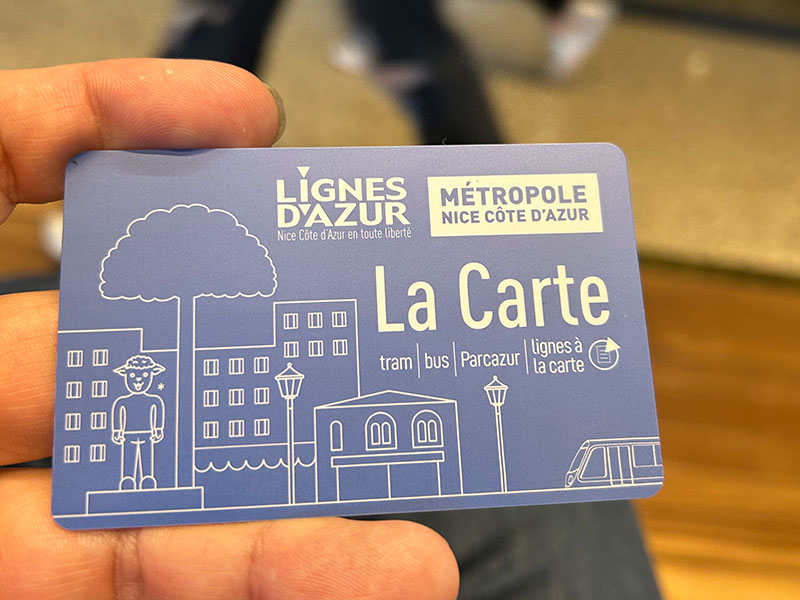 LIGNES
D'AZUR
Nice Côte d'Azur en toute liberté
MÉTROPOLE
NICE CÔTE D'AZUR
La Carte
tram | bus | Parcazur | lignes à
la carte